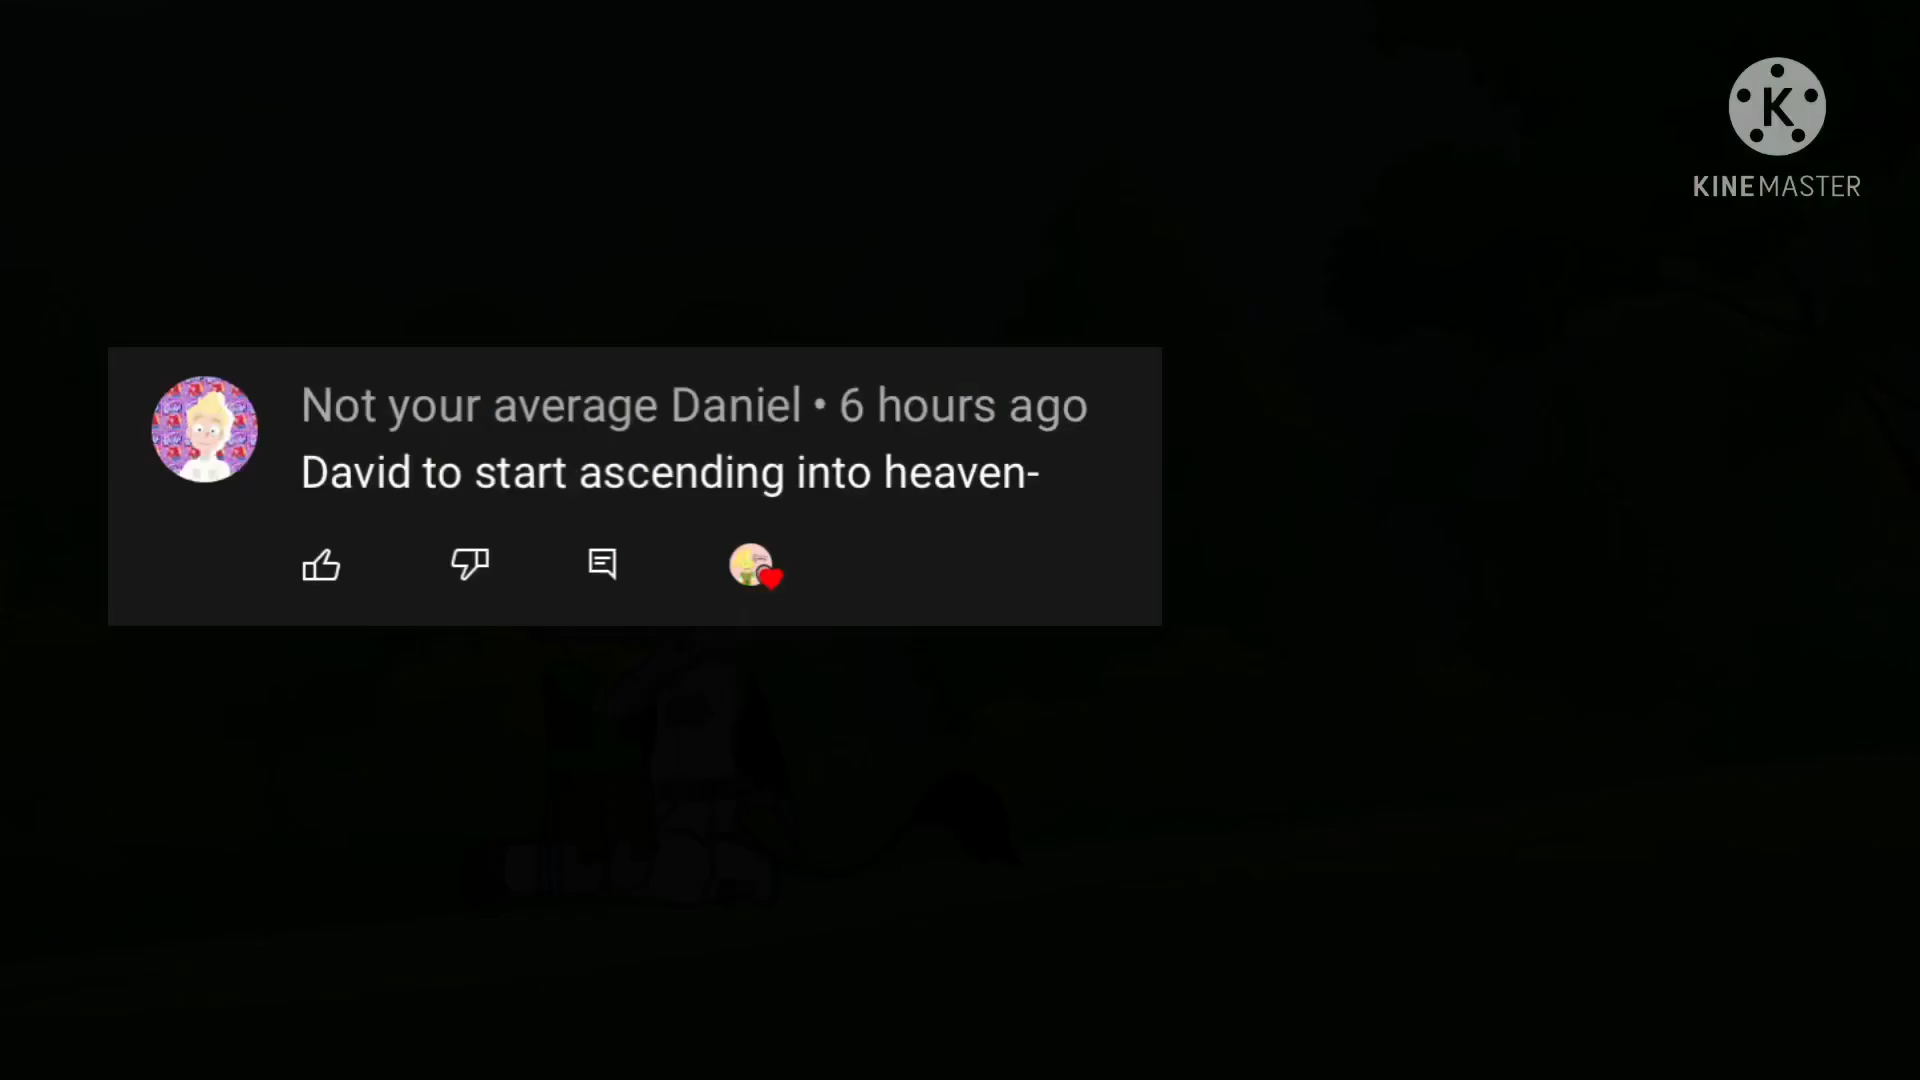 K
KINEMASTER
Not your average Daniel • 6 hours ago
David to start ascending into heaven-